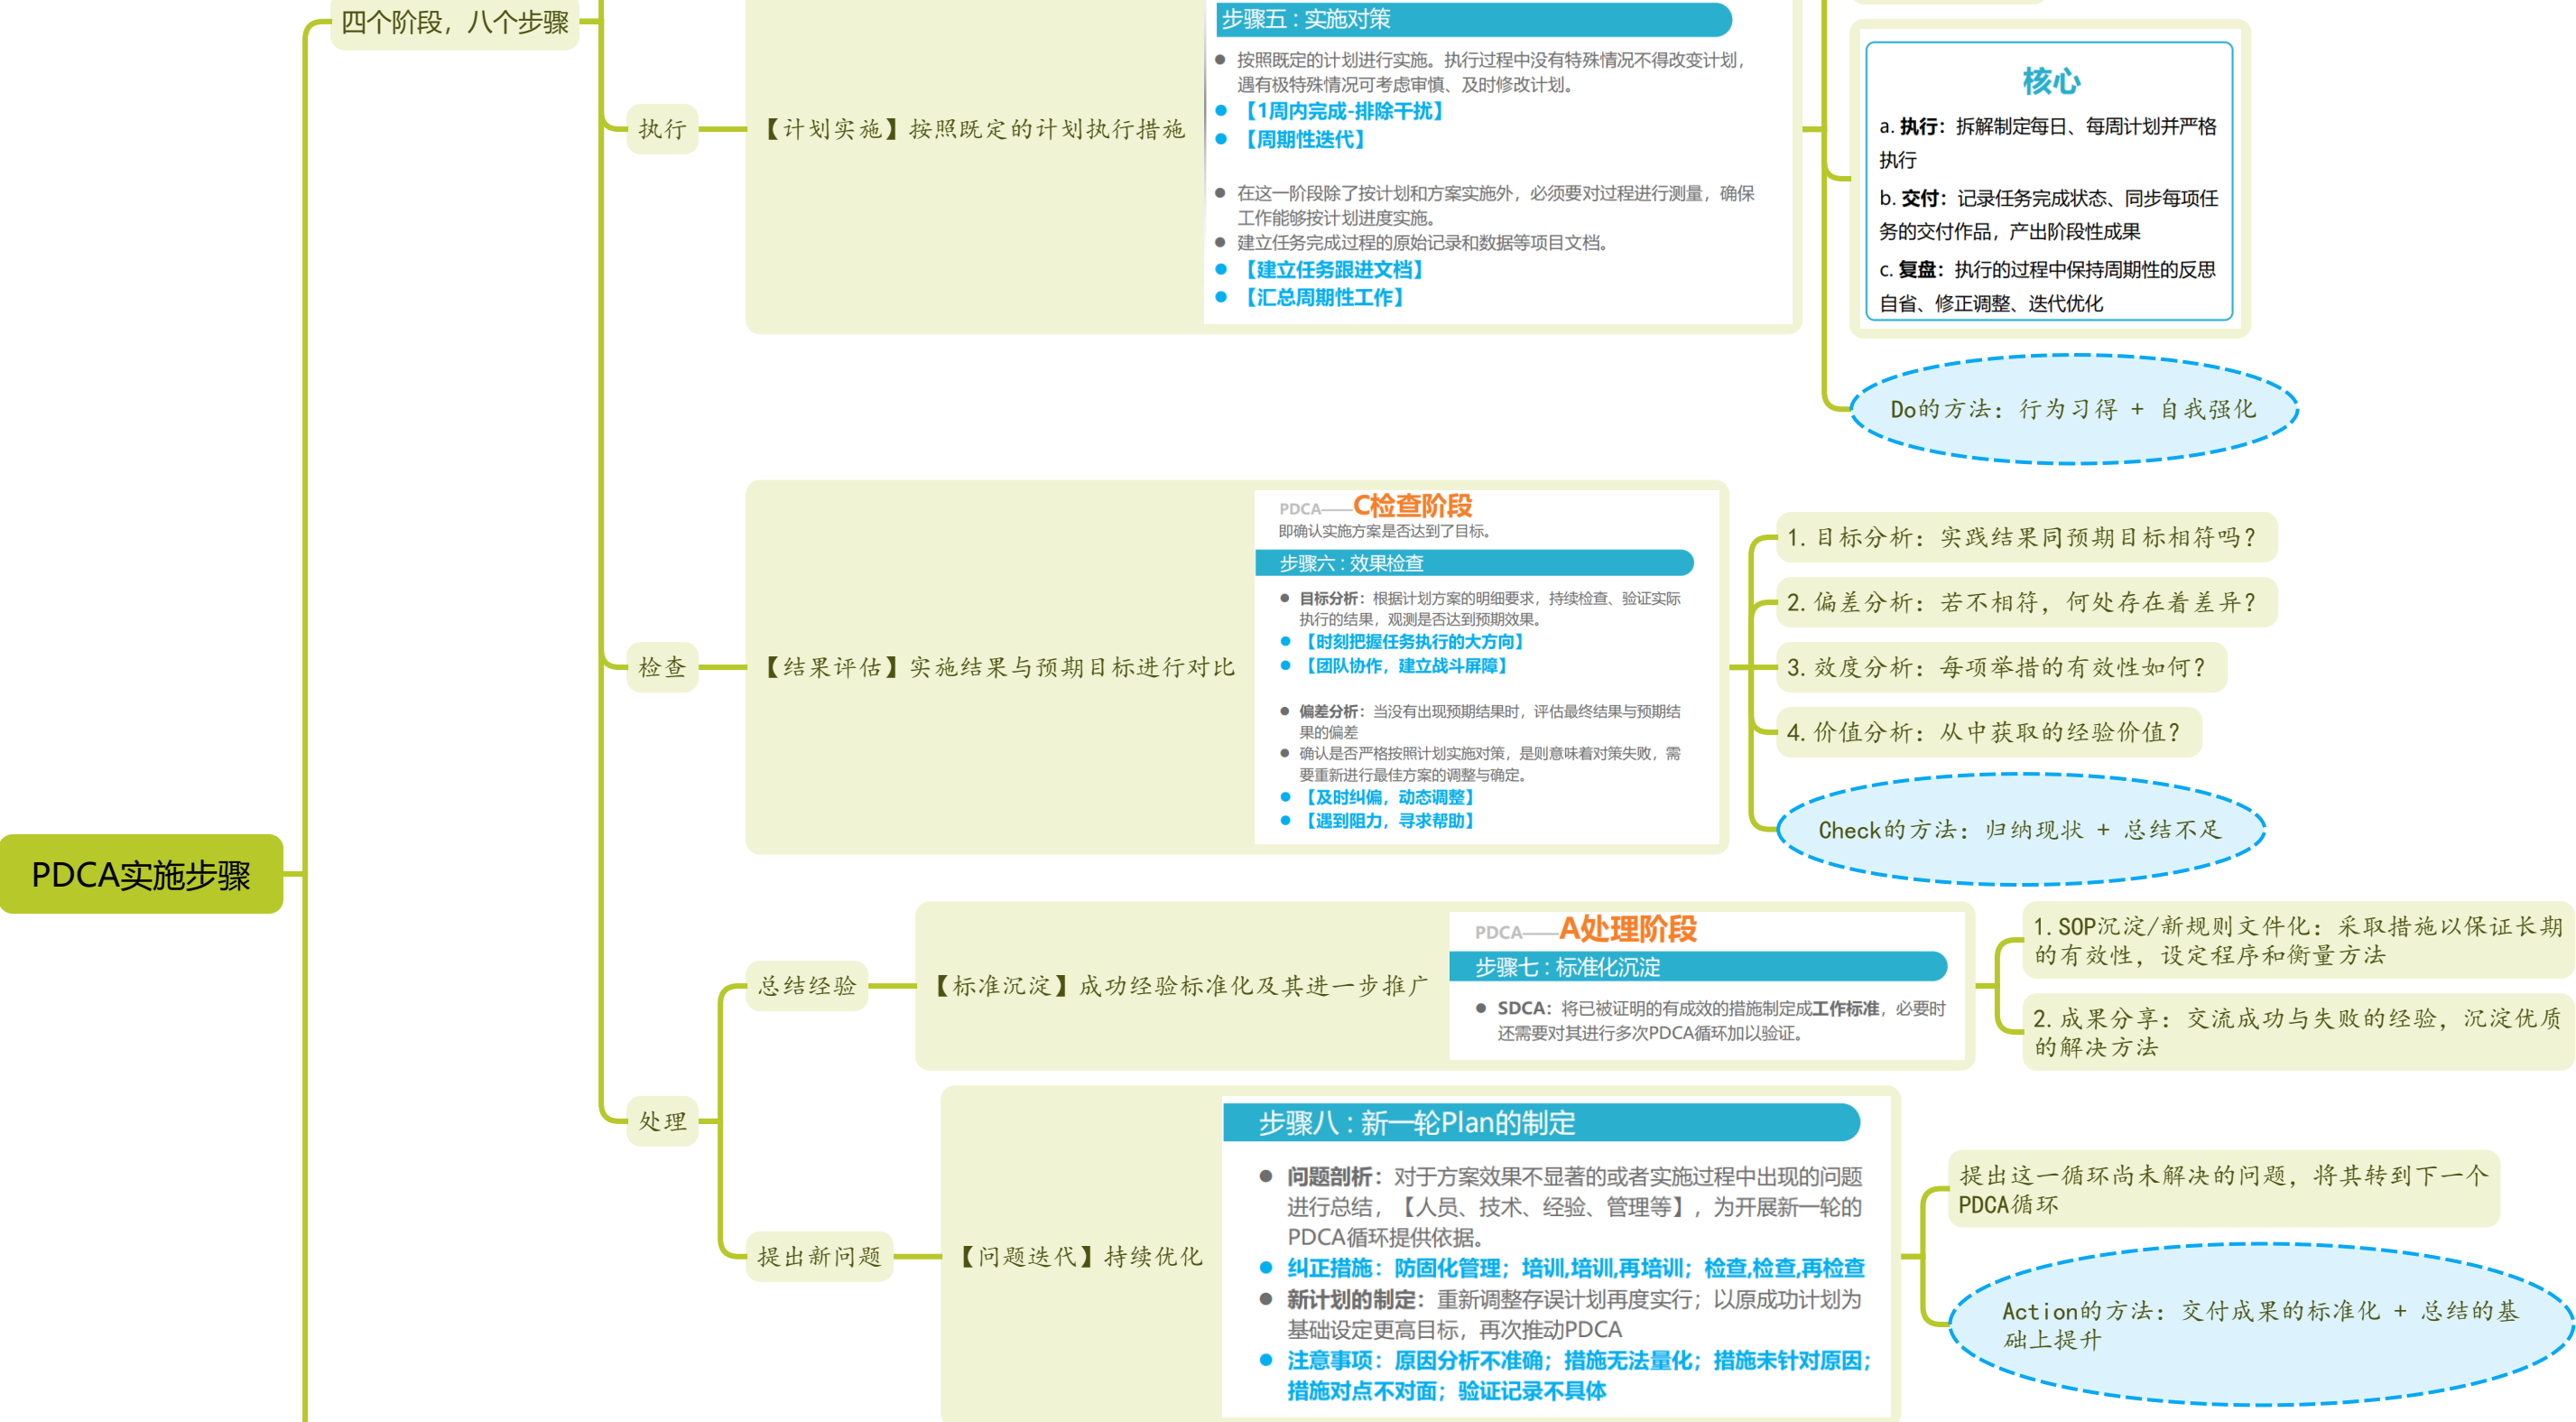 四个阶段，八个步骤
PDCA实施步骤
执行
【计划实施】按照既定的计划执行措施
步骤五：实施对策
按照既定的计划进行实施。执行过程中没有特殊情况不得改变计划，
遇有极特殊情况可考虑审慎、及时修改计划。
【1周内完成-排除干扰】
【周期性迭代】
在这一阶段除了按计划和方案实施外，必须要对过程进行测量，确保
工作能够按计划进度实施。
建立任务完成过程的原始记录和数据等项目文档。
【建立任务跟进文档】
【汇总周期性工作】
核心
a. 执行：拆解制定每日、每周计划并严格
执行
b. 交付：记录任务完成状态、同步每项任
务的交付作品，产出阶段性成果
c. 复盘：执行的过程中保持周期性的反思
自省、修正调整、迭代优化
Do的方法：行为习得 + 自我强化
检查
【结果评估】实施结果与预期目标进行对比
PDCA——C检查阶段
即确认实施方案是否达到了目标。
步骤六：效果检查
目标分析：根据计划方案的明细要求，持续检查、验证实际
执行的结果，观测是否达到预期效果。
【时刻把握任务执行的大方向】
【团队协作，建立战斗屏障】
偏差分析：当没有出现预期结果时，评估最终结果与预期结
果的偏差
确认是否严格按照计划实施对策，是则意味着对策失败，需
要重新进行最佳方案的调整与确定。
【及时纠偏，动态调整】
【遇到阻力，寻求帮助】
1.目标分析：实践结果同预期目标相符吗？
2.偏差分析：若不相符，何处存在着差异？
3.效度分析：每项举措的有效性如何？
4.价值分析：从中获取的经验价值？
Check的方法：归纳现状 + 总结不足
处理
总结经验
【标准沉淀】成功经验标准化及其进一步推广
PDCA——A处理阶段
步骤七：标准化沉淀
SDCA：将已被证明的有成效的措施制定成工作标准，必要时
还需要对其进行多次PDCA循环加以验证。
1.SOP沉淀/新规则文件化：采取措施以保证长期
的有效性，设定程序和衡量方法
2.成果分享：交流成功与失败的经验，沉淀优质
的解决方法
提出新问题
【问题迭代】持续优化
步骤八：新一轮Plan的制定
问题剖析：对于方案效果不显著的或者实施过程中出现的问题
进行总结，【人员、技术、经验、管理等】，为开展新一轮的
PDCA循环提供依据。
纠正措施：防固化管理；培训,培训,再培训；检查,检查,再检查
新计划的制定：重新调整存误计划再度实行；以原成功计划为
基础设定更高目标，再次推动PDCA
注意事项：原因分析不准确；措施无法量化；措施未针对原因；
措施对点不对面；验证记录不具体
提出这一循环尚未解决的问题，将其转到下一个
PDCA循环
Action的方法：交付成果的标准化 + 总结的基
础上提升